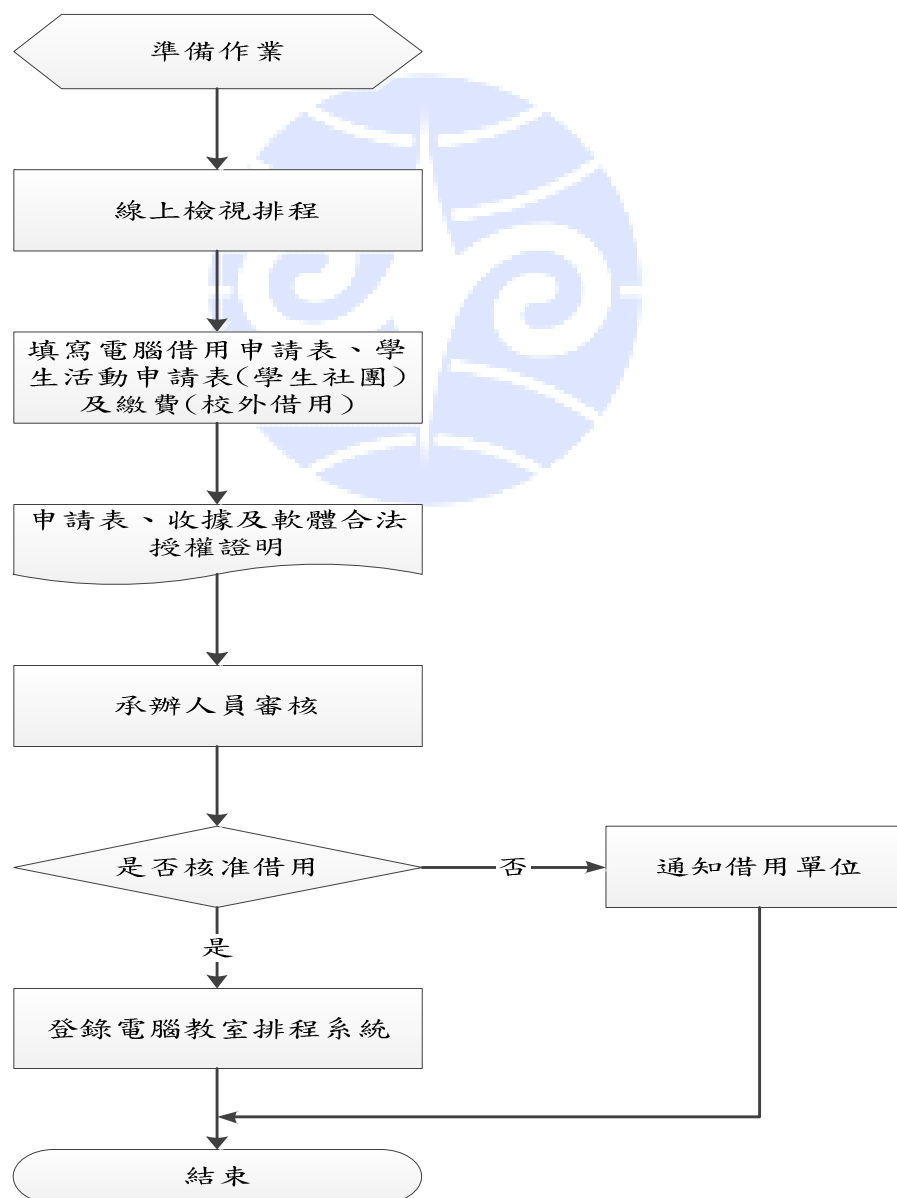 準備作業
線上檢視排程
填寫電腦借用申請表、學
生活動申請表(學生社團)
及繳費(校外借用)
申請表、收據及軟體合法
授權證明
承辦人員審核
是否核准借用
否
通知借用單位
是
登錄電腦教室排程系統
結束